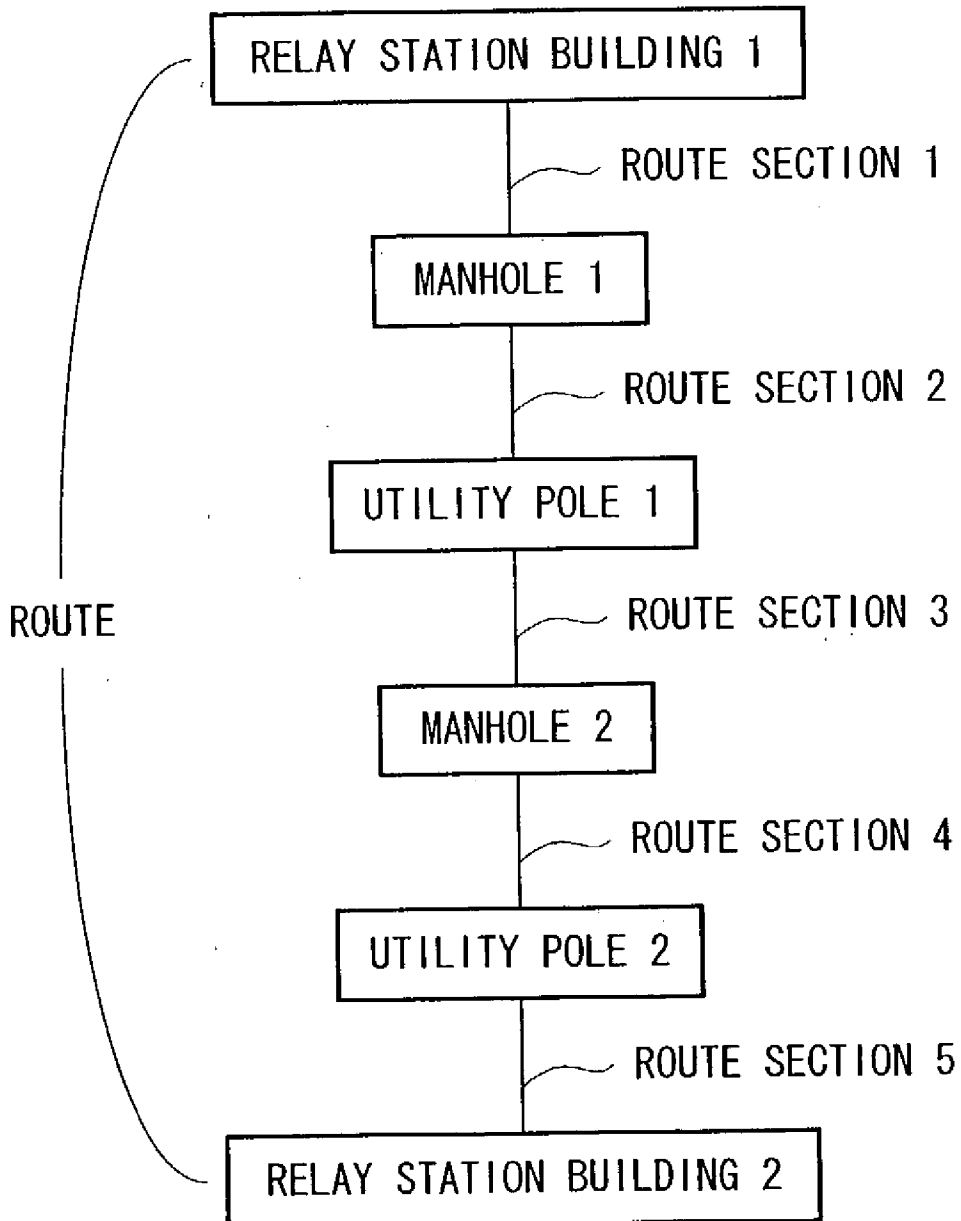 RELAY STATION BUILDING 1
ROUTE SECTION 1
MANHOLE 1
ROUTE SECTION 2
UTILITY POLE 1
ROUTE SECTION 3
ROUTE
MANHOLE 2
ROUTE SECTION 4
UTILITY POLE 2
ROUTE SECTION 5
RELAY STATION BUILDING 2